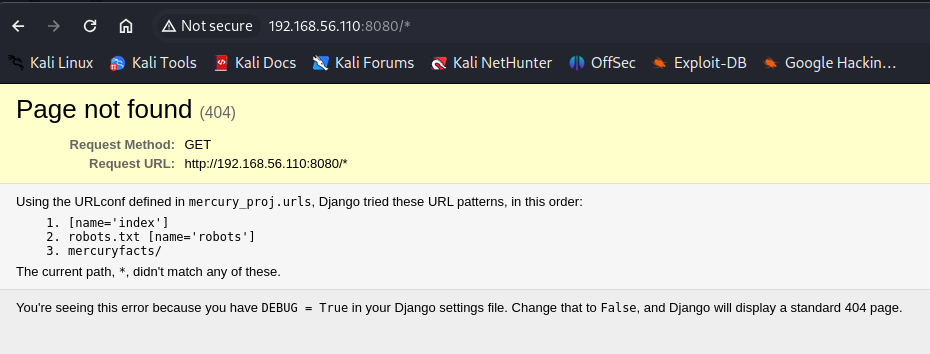 Not secure 192.168.56.110:8080/*
Kali Linux Kali Tools Kali Docs Kali Forums Kali NetHunter OffSec Exploit-DB Google Hackin…
Page not found (404)
Request Method: GET
Request URL: http://192.168.56.110:8080/*
Using the URLconf defined in mercury_proj.urls, Django tried these URL patterns, in this order:
1. [name='index']
2. robots.txt [name='robots']
3. mercuryfacts/
The current path, *, didn't match any of these.
You're seeing this error because you have DEBUG = True in your Django settings file. Change that to False, and Django will display a standard 404 page.